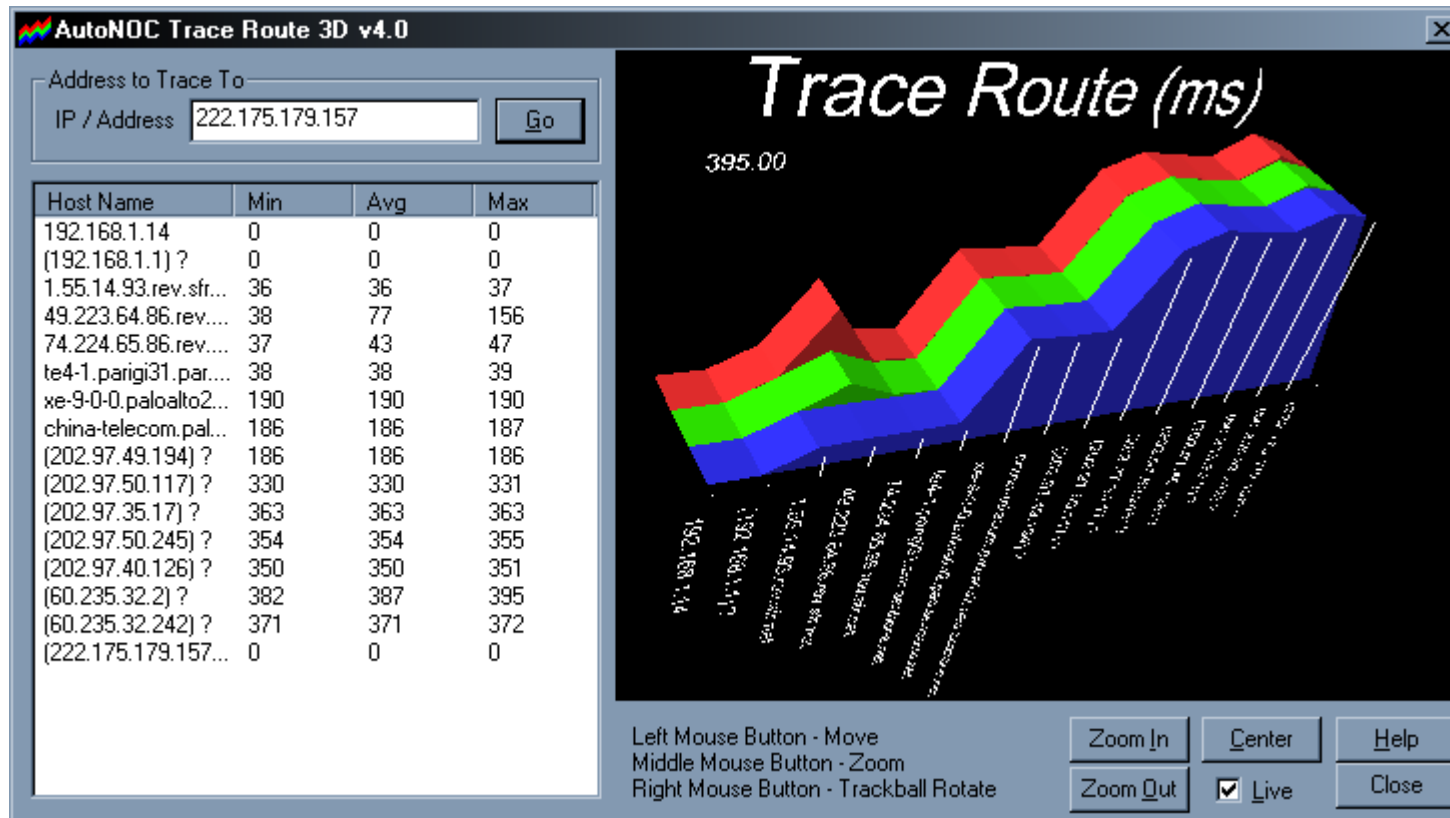 AutoNOC Trace Route 3D v4.0
Address to Trace To
IP / Address 222.175.179.157 Go
Host Name Min Avg Max
192.168.1.14 0 0 0
(192.168.1.1) ? 0 0 0
1.55.14.93.rev.sfr... 36 36 37
49.223.64.86.rev.... 38 77 156
74.224.65.86.rev.... 37 43 47
te4-1.parigi31.par.... 38 38 39
xe-9-0-0.paloalto2... 190 190 190
china-telecom.pal... 186 186 187
(202.97.49.194) ? 186 186 186
(202.97.50.117) ? 330 330 331
(202.97.35.17) ? 363 363 363
(202.97.50.245) ? 354 354 355
(202.97.40.126) ? 350 350 351
(60.235.32.2) ? 382 387 395
(60.235.32.242) ? 371 371 372
(222.175.179.157... 0 0 0
Trace Route (ms)
395.00
192.168.1.14
Left Mouse Button - Move
Middle Mouse Button - Zoom
Right Mouse Button - Trackball Rotate
Zoom In Center Help
Zoom Out Live Close